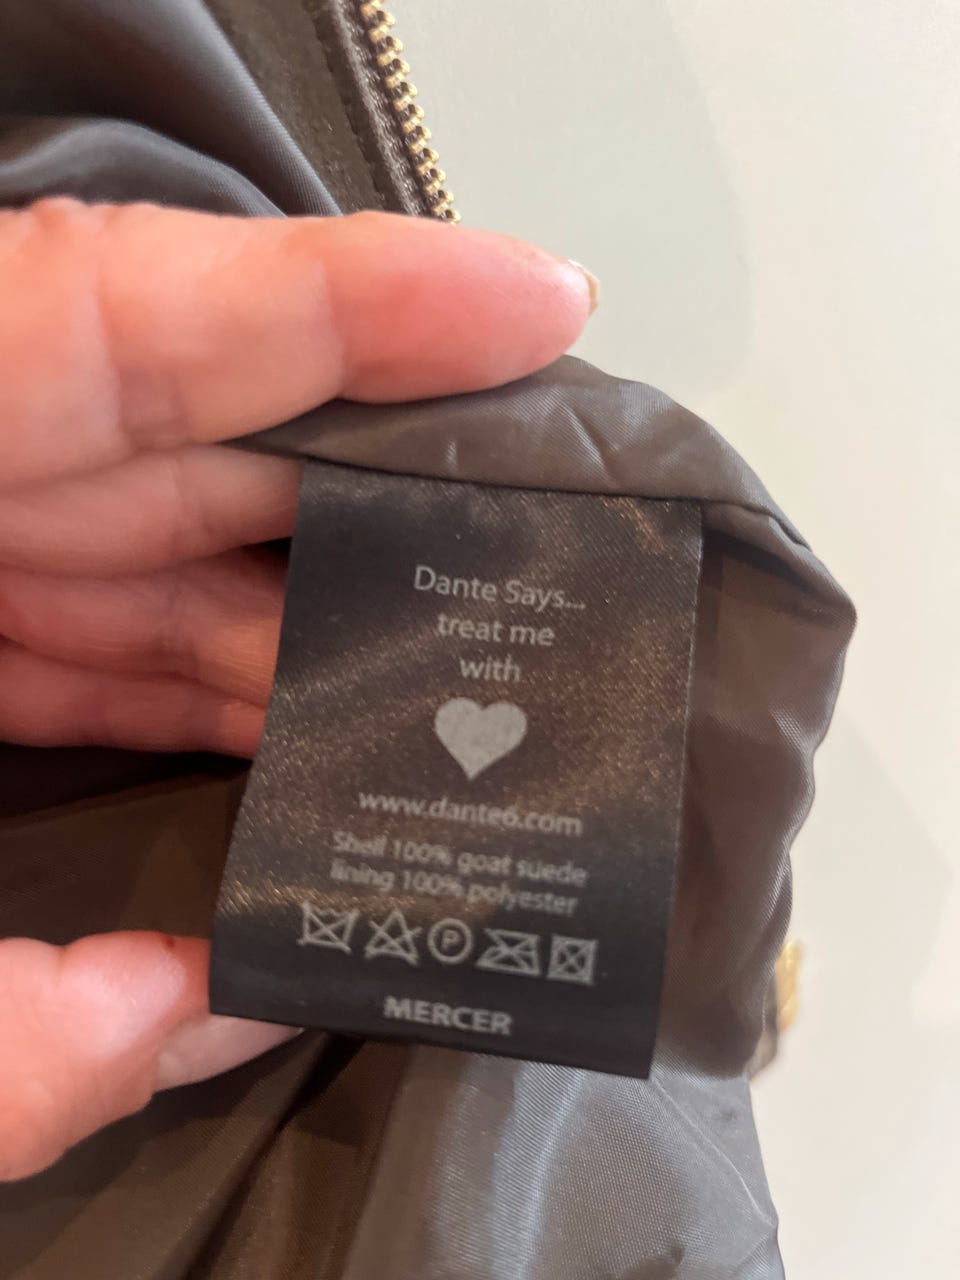 Dante Says...
treat me
with
www.dante6.com
Shell 100% goat suede
lining 100% polyester
P
MERCER